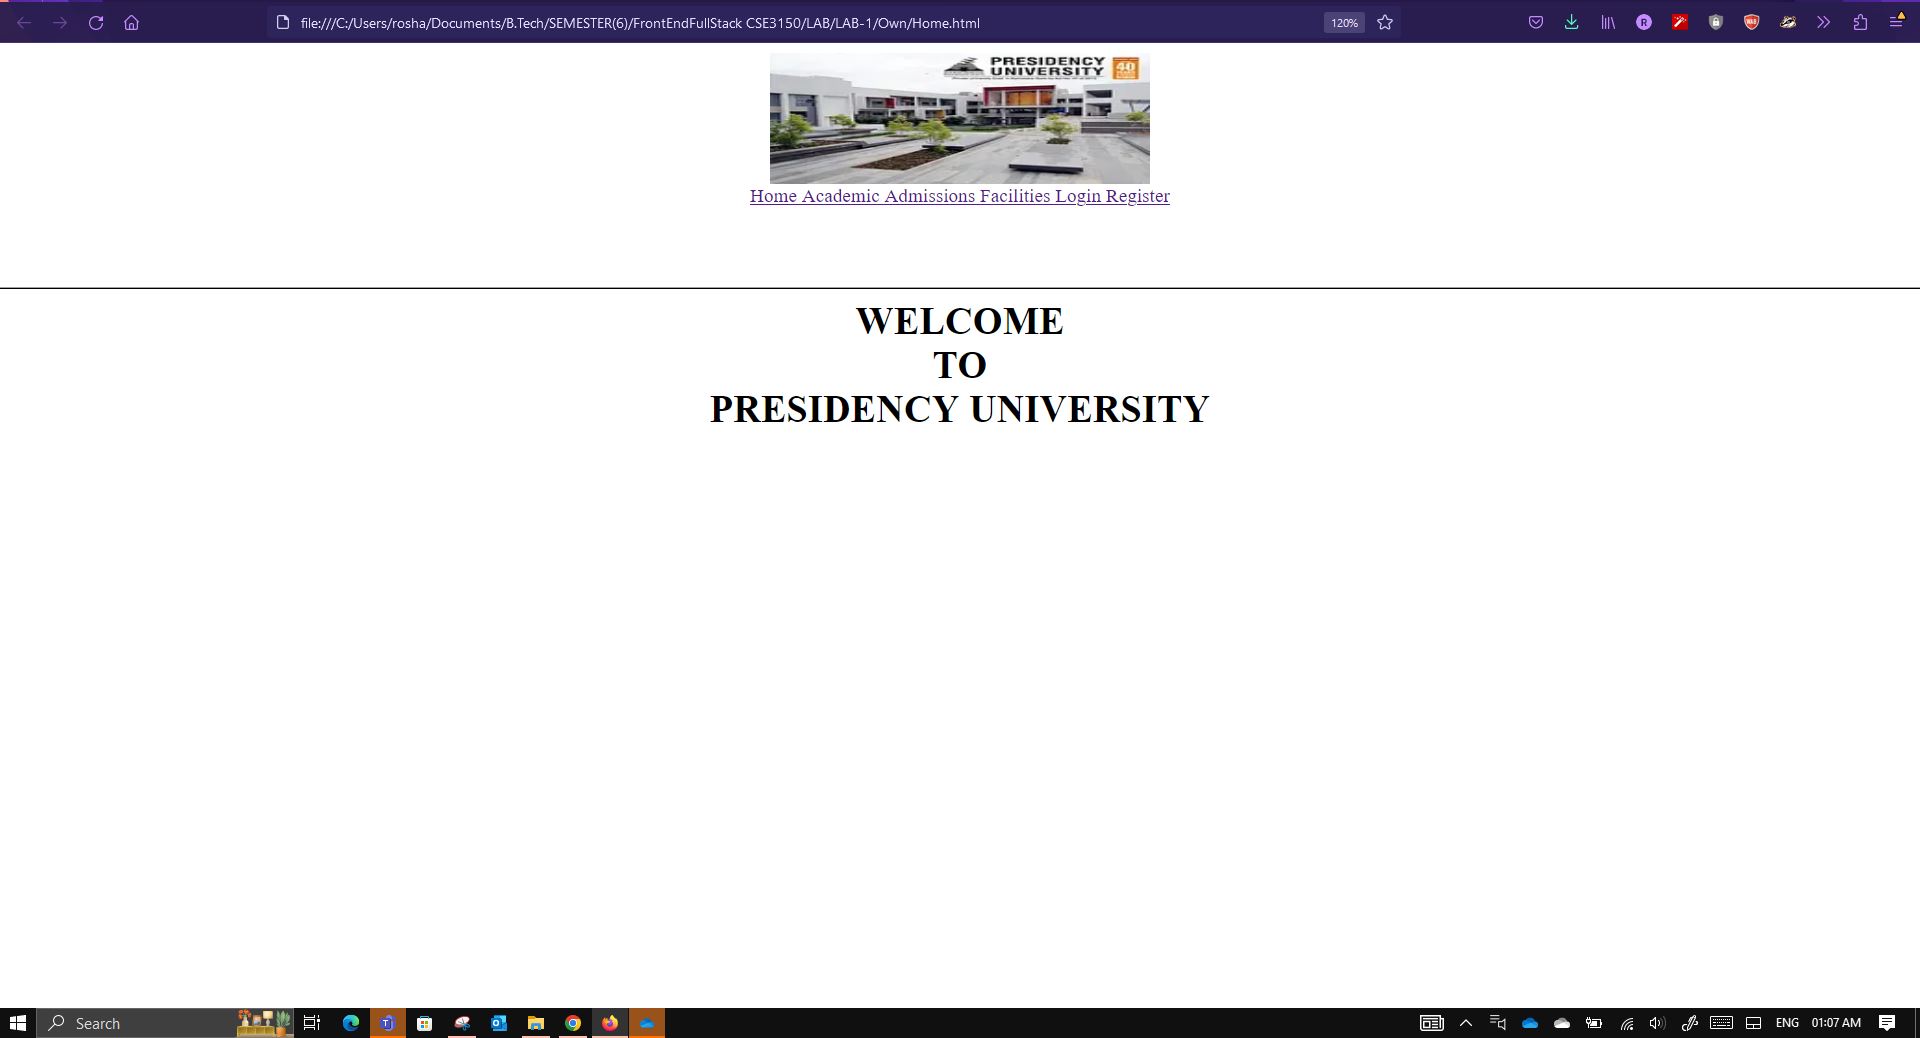 file:///C:/Users/rosha/Documents/B.Tech/SEMESTER(6)/FrontEndFullStack CSE3150/LAB/LAB-1/Own/Home.html
120%
PRESIDENCY
UNIVERSITY
40
Home Academic Admissions Facilities Login Register
WELCOME
TO
PRESIDENCY UNIVERSITY
Search
ENG
01:07 AM